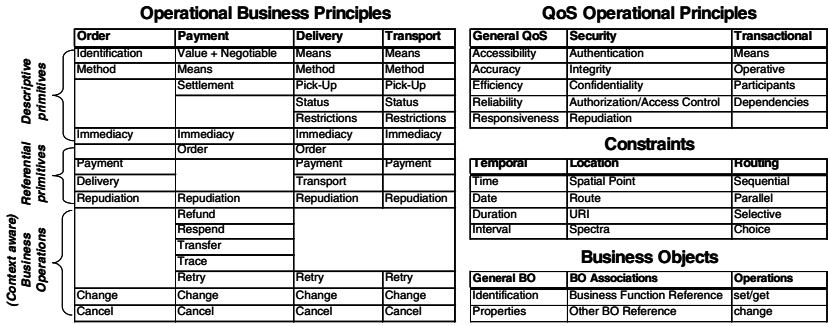 Operational Business Principles
Order Payment Delivery Transport
Identification Value + Negotiable Means Means
Method Means Method Method
Settlement Pick-Up Pick-Up
Status Status
Restrictions Restrictions
Immediacy Immediacy Immediacy Immediacy
Order Order
Payment Payment Payment
Delivery Transport
Repudiation Repudiation Repudiation Repudiation
Refund
Respend
Transfer
Trace
Retry Retry Retry
Change Change Change Change
Cancel Cancel Cancel Cancel
Descriptive
primitives
Referential
primitives
(Context aware)
Business
Operations
QoS Operational Principles
General QoS Security Transactional
Accessibility Authentication Means
Accuracy Integrity Operative
Efficiency Confidentiality Participants
Reliability Authorization/Access Control Dependencies
Responsiveness Repudiation
Constraints
Temporal Location Routing
Time Spatial Point Sequential
Date Route Parallel
Duration URI Selective
Interval Spectra Choice
Business Objects
General BO BO Associations Operations
Identification Business Function Reference set/get
Properties Other BO Reference change